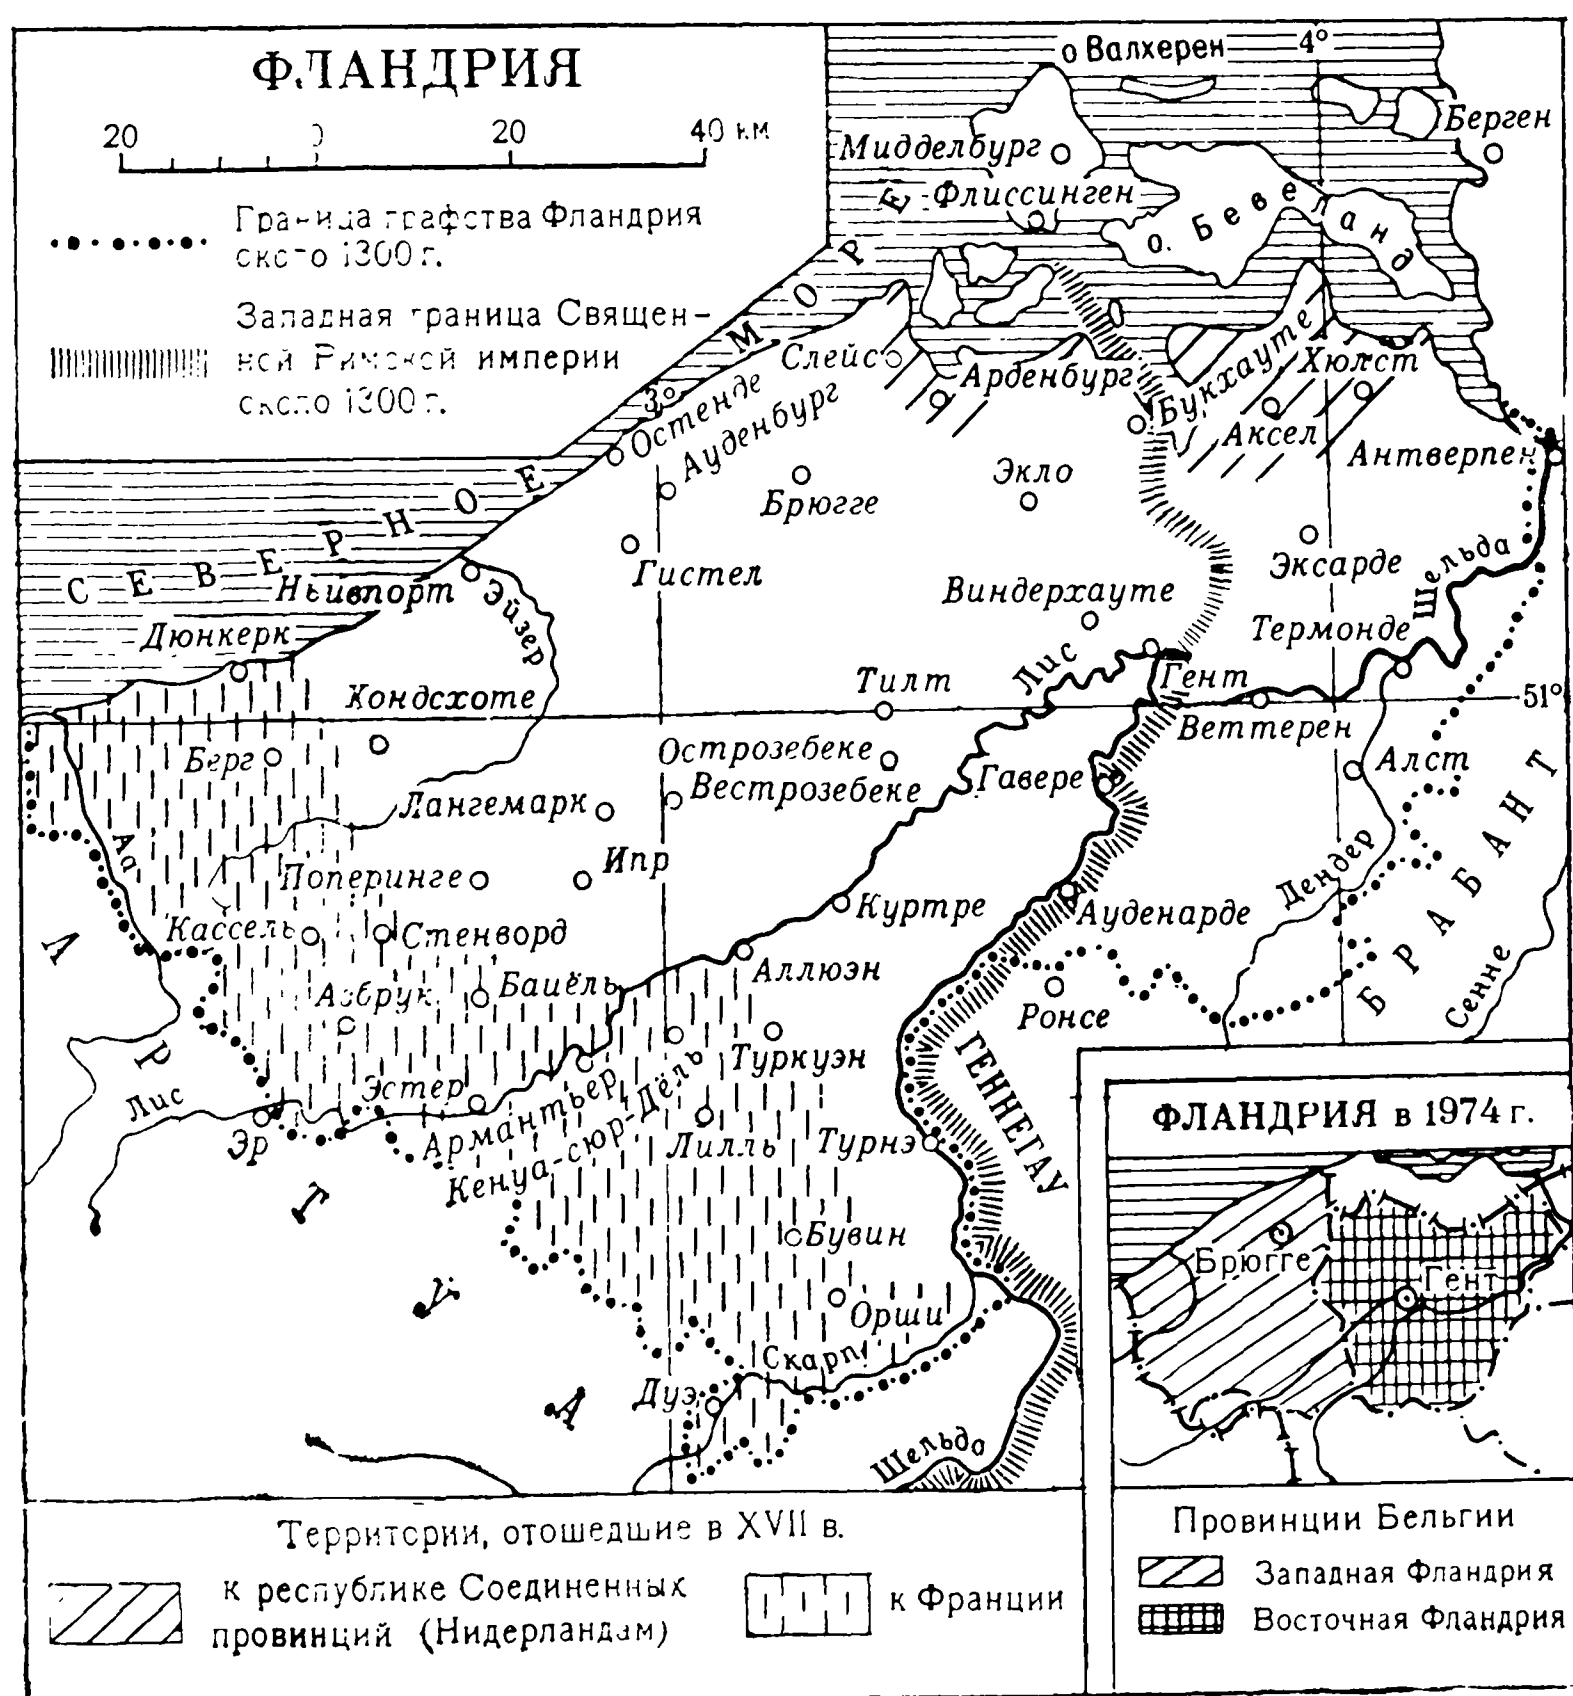 ФЛАНДРИЯ
20 0 20 40 км
Граница графства Фландрия
около 1300 г.
Западная граница Священ-
ной Римской империи
около 1300 г.
о Валхерен
4°
Берген
Мидделбург
Флиссинген
о. Бевеланд
СЕВЕРНОЕ МОРЕ
3°
Слейс
Арденбург
Букхауте
Хюлст
Аксел
Антверпен
Остенде
Ауденбург
Брюгге
Экло
Гистел
Эксарде
Шельда
Ньивпорт
Эйзер
Виндерхауте
Термонде
Дюнкерк
Лис
Гент
Кондсхоте
Тилт
51°
Веттерен
Берг
Острозебеке
Вестрозебеке
Гавере
Алст
Лангемарк
Аа
Ипр
Поперинге
Дендер
БРАБАНТ
Куртре
Ауденарде
Кассель
Стенворд
Аллюэн
Азбрук
Байёль
Ронсе
Сенне
Туркуэн
ГЕННЕГАУ
Лис
Эстер
Армантьер
Кенуа-сюр-Дёль
Эр
Лилль
Турнэ
Бувин
Орши
Скарп
Дуэ
Шельда
ФЛАНДРИЯ в 1974 г.
Брюгге
Гент
Территории, отошедшие в XVII в.
к республике Соединенных
провинций (Нидерландам)
к Франции
Провинции Бельгии
Западная Фландрия
Восточная Фландрия